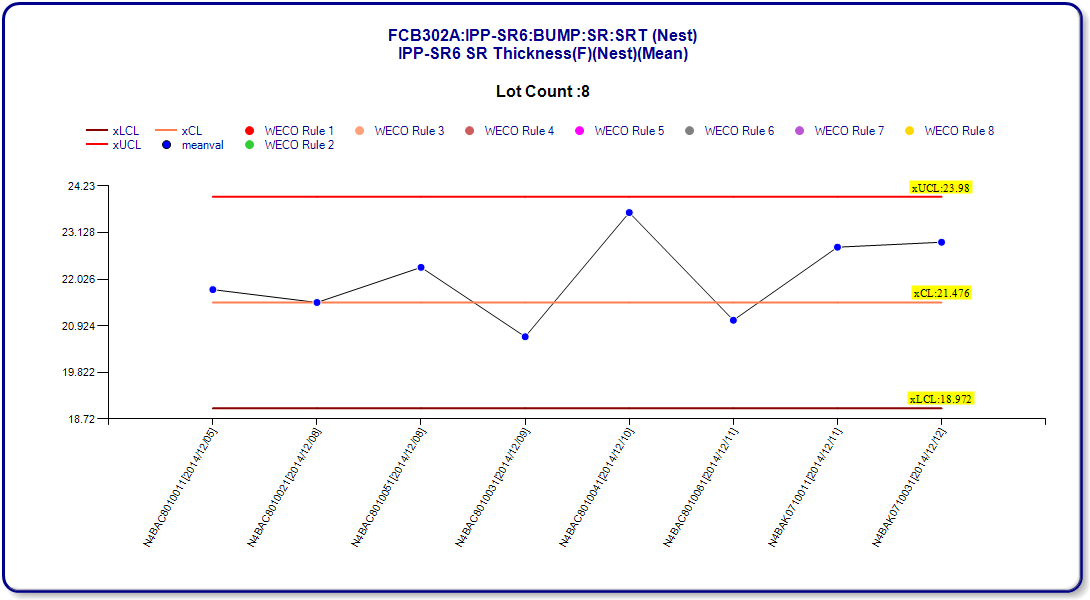 FCB302A:IPP-SR6:BUMP:SR:SRT (Nest)
IPP-SR6 SR Thickness(F)(Nest)(Mean)
Lot Count :8
xLCL xCL WECO Rule 1 WECO Rule 3 WECO Rule 4 WECO Rule 5 WECO Rule 6 WECO Rule 7 WECO Rule 8
xUCL meanval WECO Rule 2
24.23
xUCL:23.98
23.128
22.026
xCL:21.476
20.924
19.822
xLCL:18.972
18.72
N4BAC8010011[2014/12/05]
N4BAC8010021[2014/12/08]
N4BAC8010051[2014/12/08]
N4BAC8010031[2014/12/09]
N4BAC8010041[2014/12/10]
N4BAC8010061[2014/12/11]
N4BAK0710011[2014/12/11]
N4BAK0710031[2014/12/12]